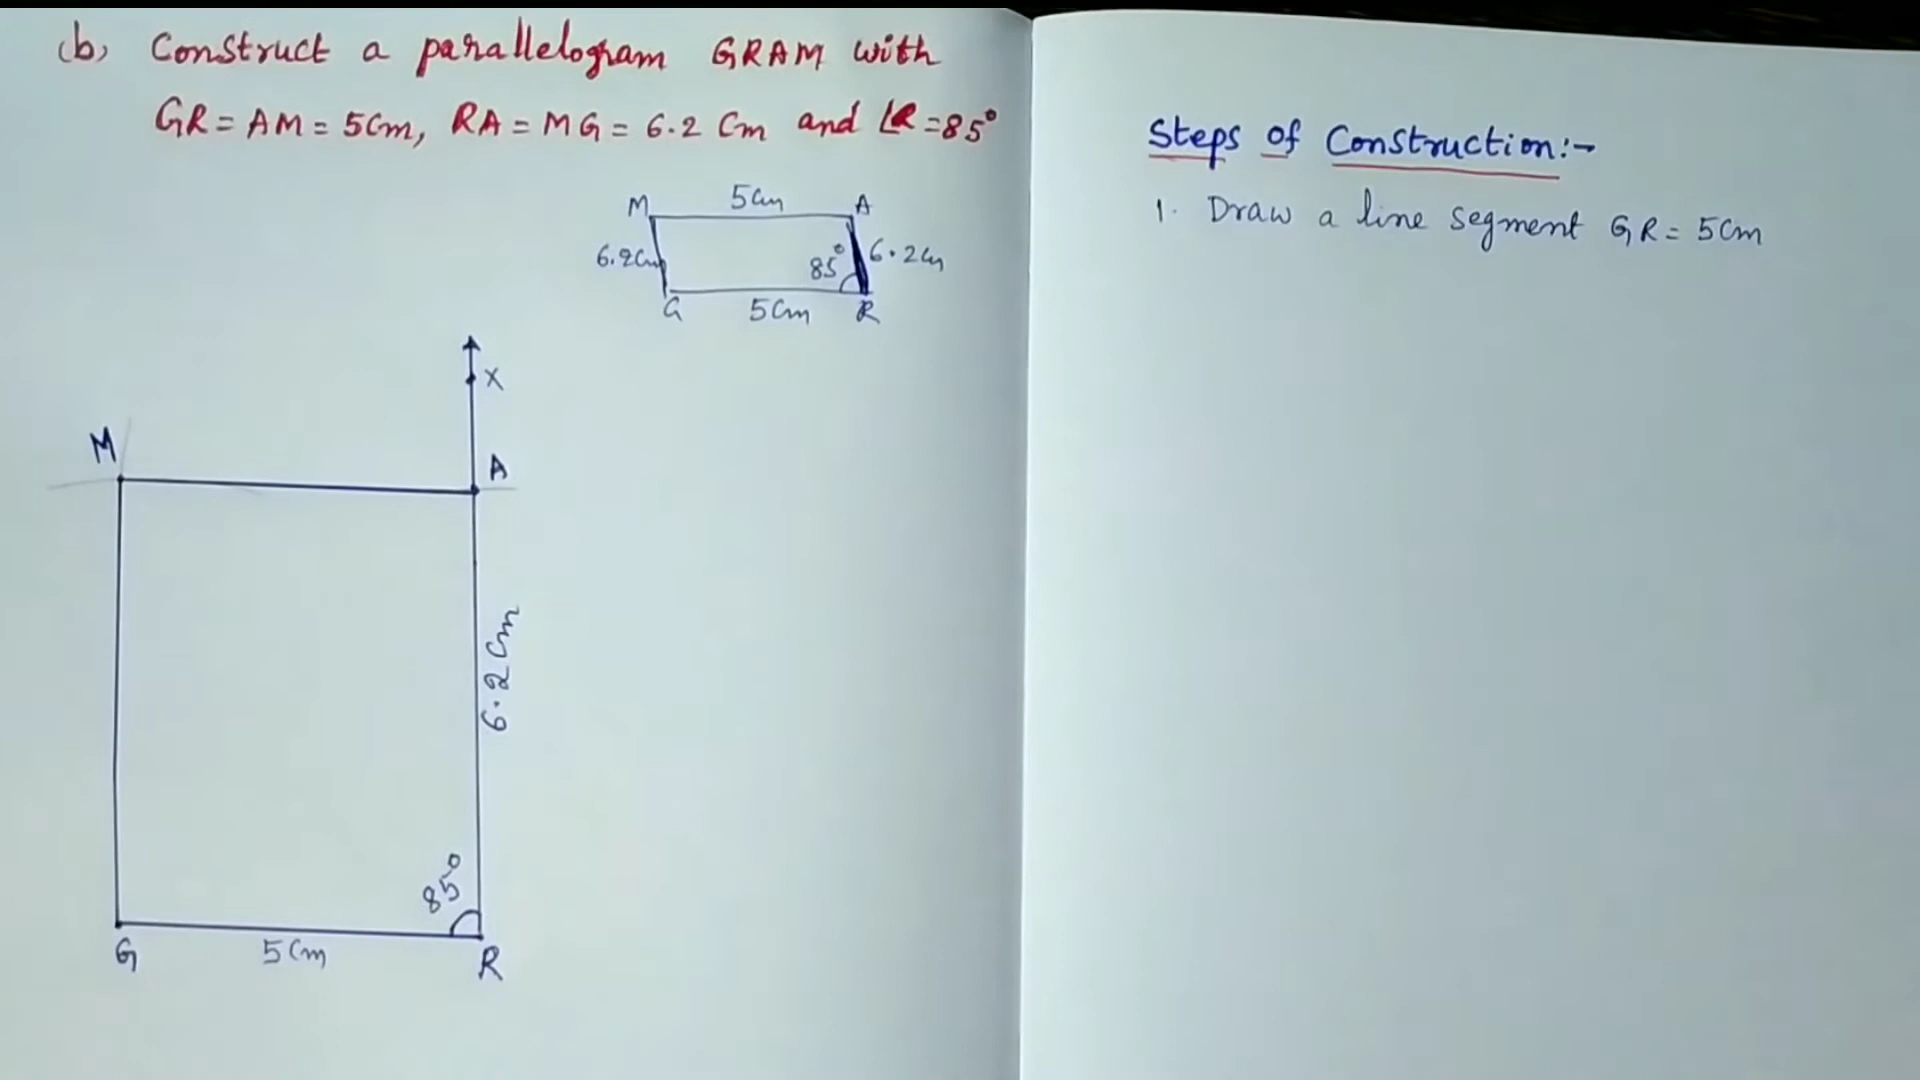 (b) Construct a parallelogram GRAM with
GR = AM = 5cm, RA = MG = 6.2 Cm and ∠R = 85°
M 5cm A
6.2cm 85° 6.2cm
G 5cm R
X
M A
6.2 Cm
85°
G 5cm R
Steps of Construction:-
1. Draw a line segment GR = 5cm